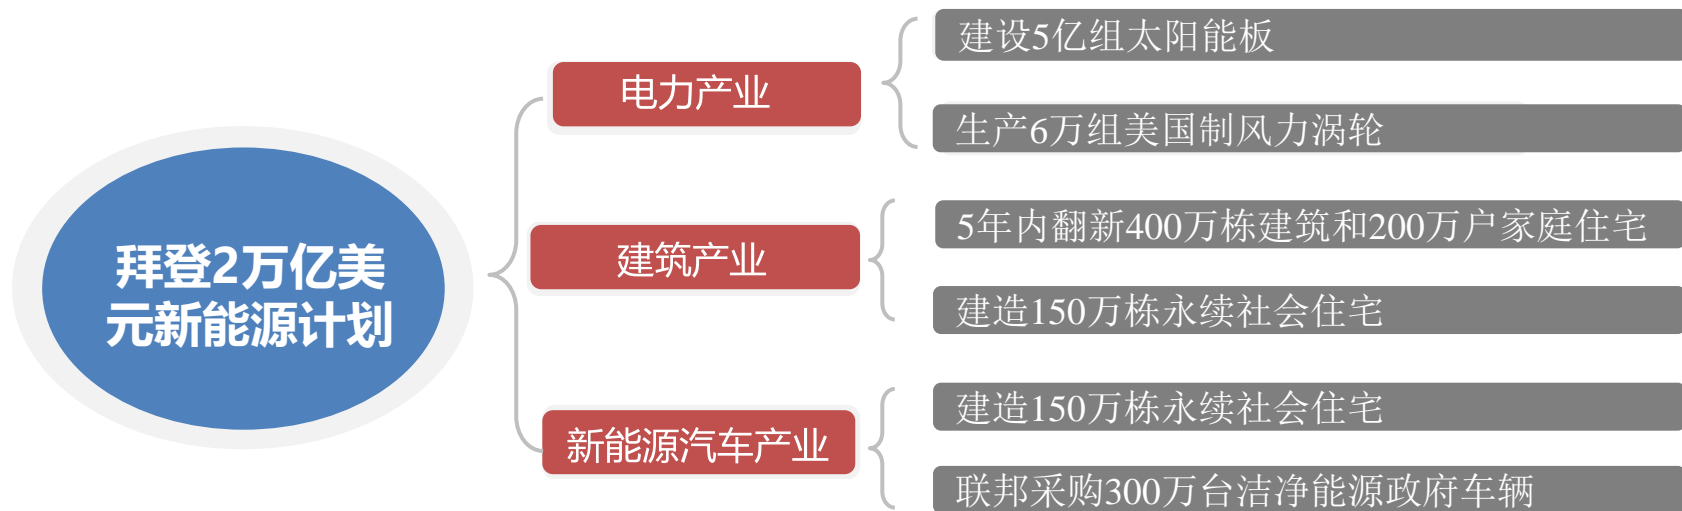 拜登2万亿美
元新能源计划
电力产业
建设5亿组太阳能板
生产6万组美国制风力涡轮
建筑产业
5年内翻新400万栋建筑和200万户家庭住宅
建造150万栋永续社会住宅
新能源汽车产业
建造150万栋永续社会住宅
联邦采购300万台洁净能源政府车辆